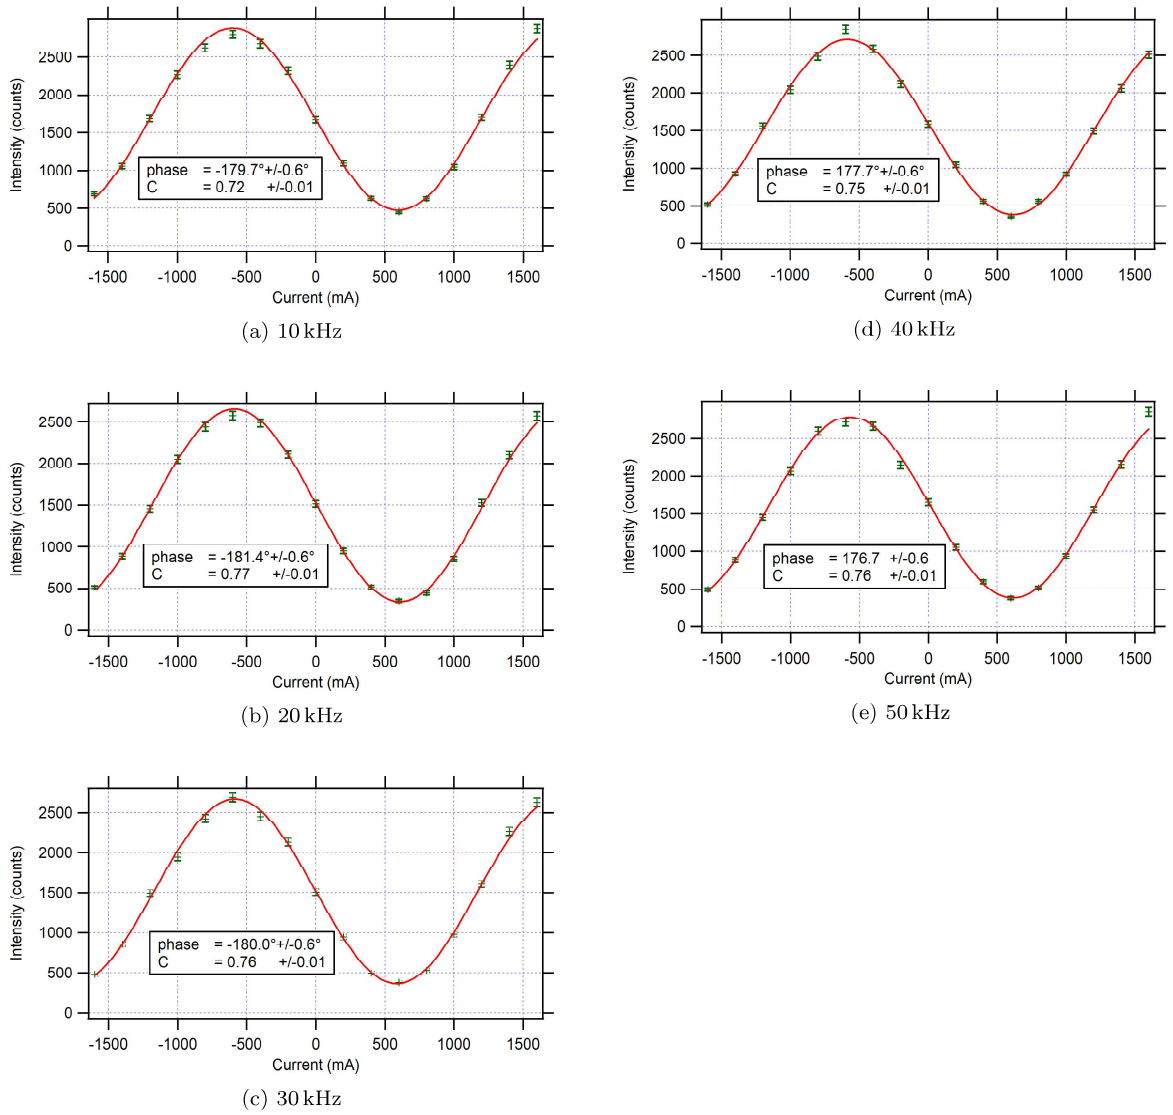 Intensity (counts)
2500
2000
1500
1000
500
0
phase = -179.7°+/-0.6°
C = 0.72 +/-0.01
-1500 -1000 -500 0 500 1000 1500
Current (mA)
(a) 10 kHz
Intensity (counts)
2500
2000
1500
1000
500
0
phase = -181.4°+/-0.6°
C = 0.77 +/-0.01
-1500 -1000 -500 0 500 1000 1500
Current (mA)
(b) 20 kHz
Intensity (counts)
2500
2000
1500
1000
500
0
phase = -180.0°+/-0.6°
C = 0.76 +/-0.01
-1500 -1000 -500 0 500 1000 1500
Current (mA)
(c) 30 kHz
Intensity (counts)
2500
2000
1500
1000
500
0
phase = 177.7°+/-0.6°
C = 0.75 +/-0.01
-1500 -1000 -500 0 500 1000 1500
Current (mA)
(d) 40 kHz
Intensity (counts)
2500
2000
1500
1000
500
0
phase = 176.7 +/-0.6
C = 0.76 +/-0.01
-1500 -1000 -500 0 500 1000 1500
Current (mA)
(e) 50 kHz